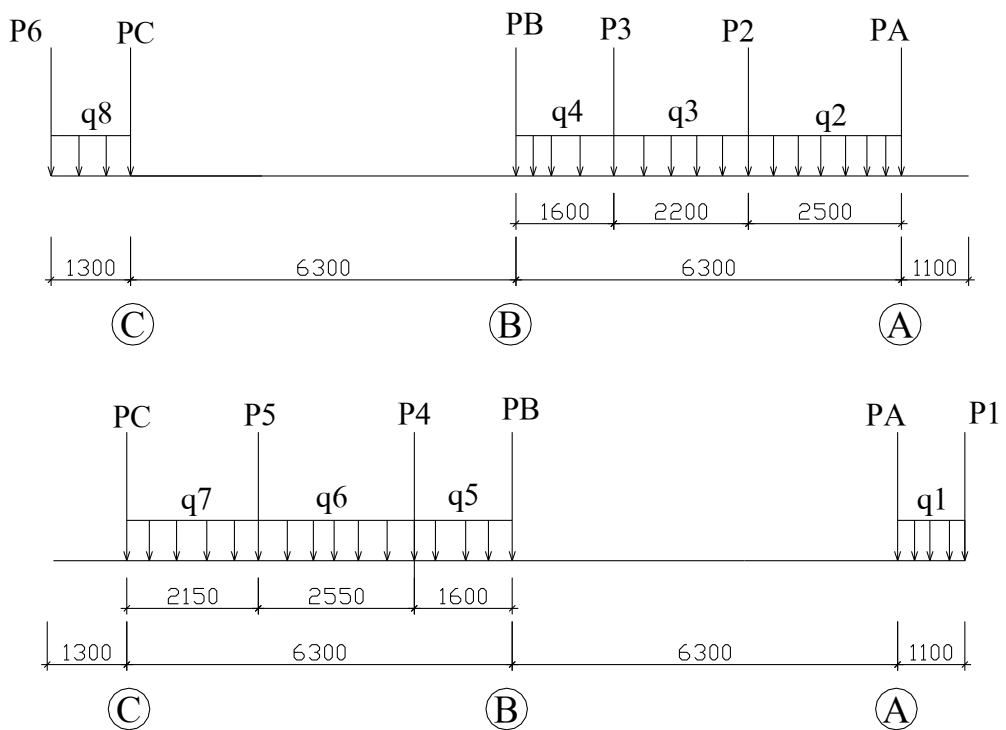 P6 PC PB P3 P2 PA
q8 q4 q3 q2
1600 2200 2500
1300 6300 6300 1100
C B A
PC P5 P4 PB PA P1
q7 q6 q5 q1
2150 2550 1600
1300 6300 6300 1100
C B A